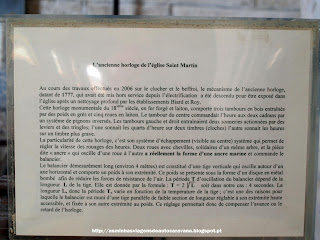 L'ancienne horloge de l'église Saint Martin
Au cours des travaux effectués en 2006 sur le clocher et le beffroi, le mécanisme de l'ancienne horloge,
datant de 1777, qui avait été mis hors service depuis l'électrification a été descendu pour être exposé dans
l'église après un nettoyage profond par les établissements Biard et Roy.
Cette horloge monumentale du 18ème siècle, en fer forgé et laiton, comporte trois tambours en bois entraînés
par des poids en grès et cinq roues en laiton. Le tambour du centre commandait l'heure aux deux cadrans par
un système de pignons inversés. Les tambours gauche et droit entraînaient deux commandes sonneries par des
leviers et des tringles; l'une sonnait les quarts d'heure sur deux timbres (cloches) l'autre sonnait les heures
sur un timbre plus grave.
La particularité de cette horloge, c'est son système d'échappement (visible au centre) système qui permet de
régler la vitesse des rouages des heures. Deux roues avec chevilles, solidaires d'un même arbre, et la pièce
dite « ancre » qui oscille d'une roue à l'autre a réellement la forme d'une ancre marine et commande le
balancier.
Le balancier démesurément long (environ 4 mètres) est constitué d'une tige verticale qui oscille autour d'un
axe horizontal et comporte un poids à son extrémité. Ce poids se présente sous la forme d'un disque en métal
bombé afin de réduire les forces de résistance de l'air. La période T d'oscillation du balancier dépend de la
longueur L de la tige. Elle est donnée par la formule : T = 2 √L soit dans notre cas : 4 secondes. La
longueur L, donc la période T, varie en fonction de la température de la tige ; c'est une des raisons pour
laquelle le balancier est muni d'une tige parallèle de faible section de longueur réglable à son extrémité haute
assemblée, et fixée à son autre extrémité au poids. Ce réglage permettait donc de compenser l'avance ou le
retard de l'horloge.
http://asminhasviagensdeautocaravana.blogspot.pt